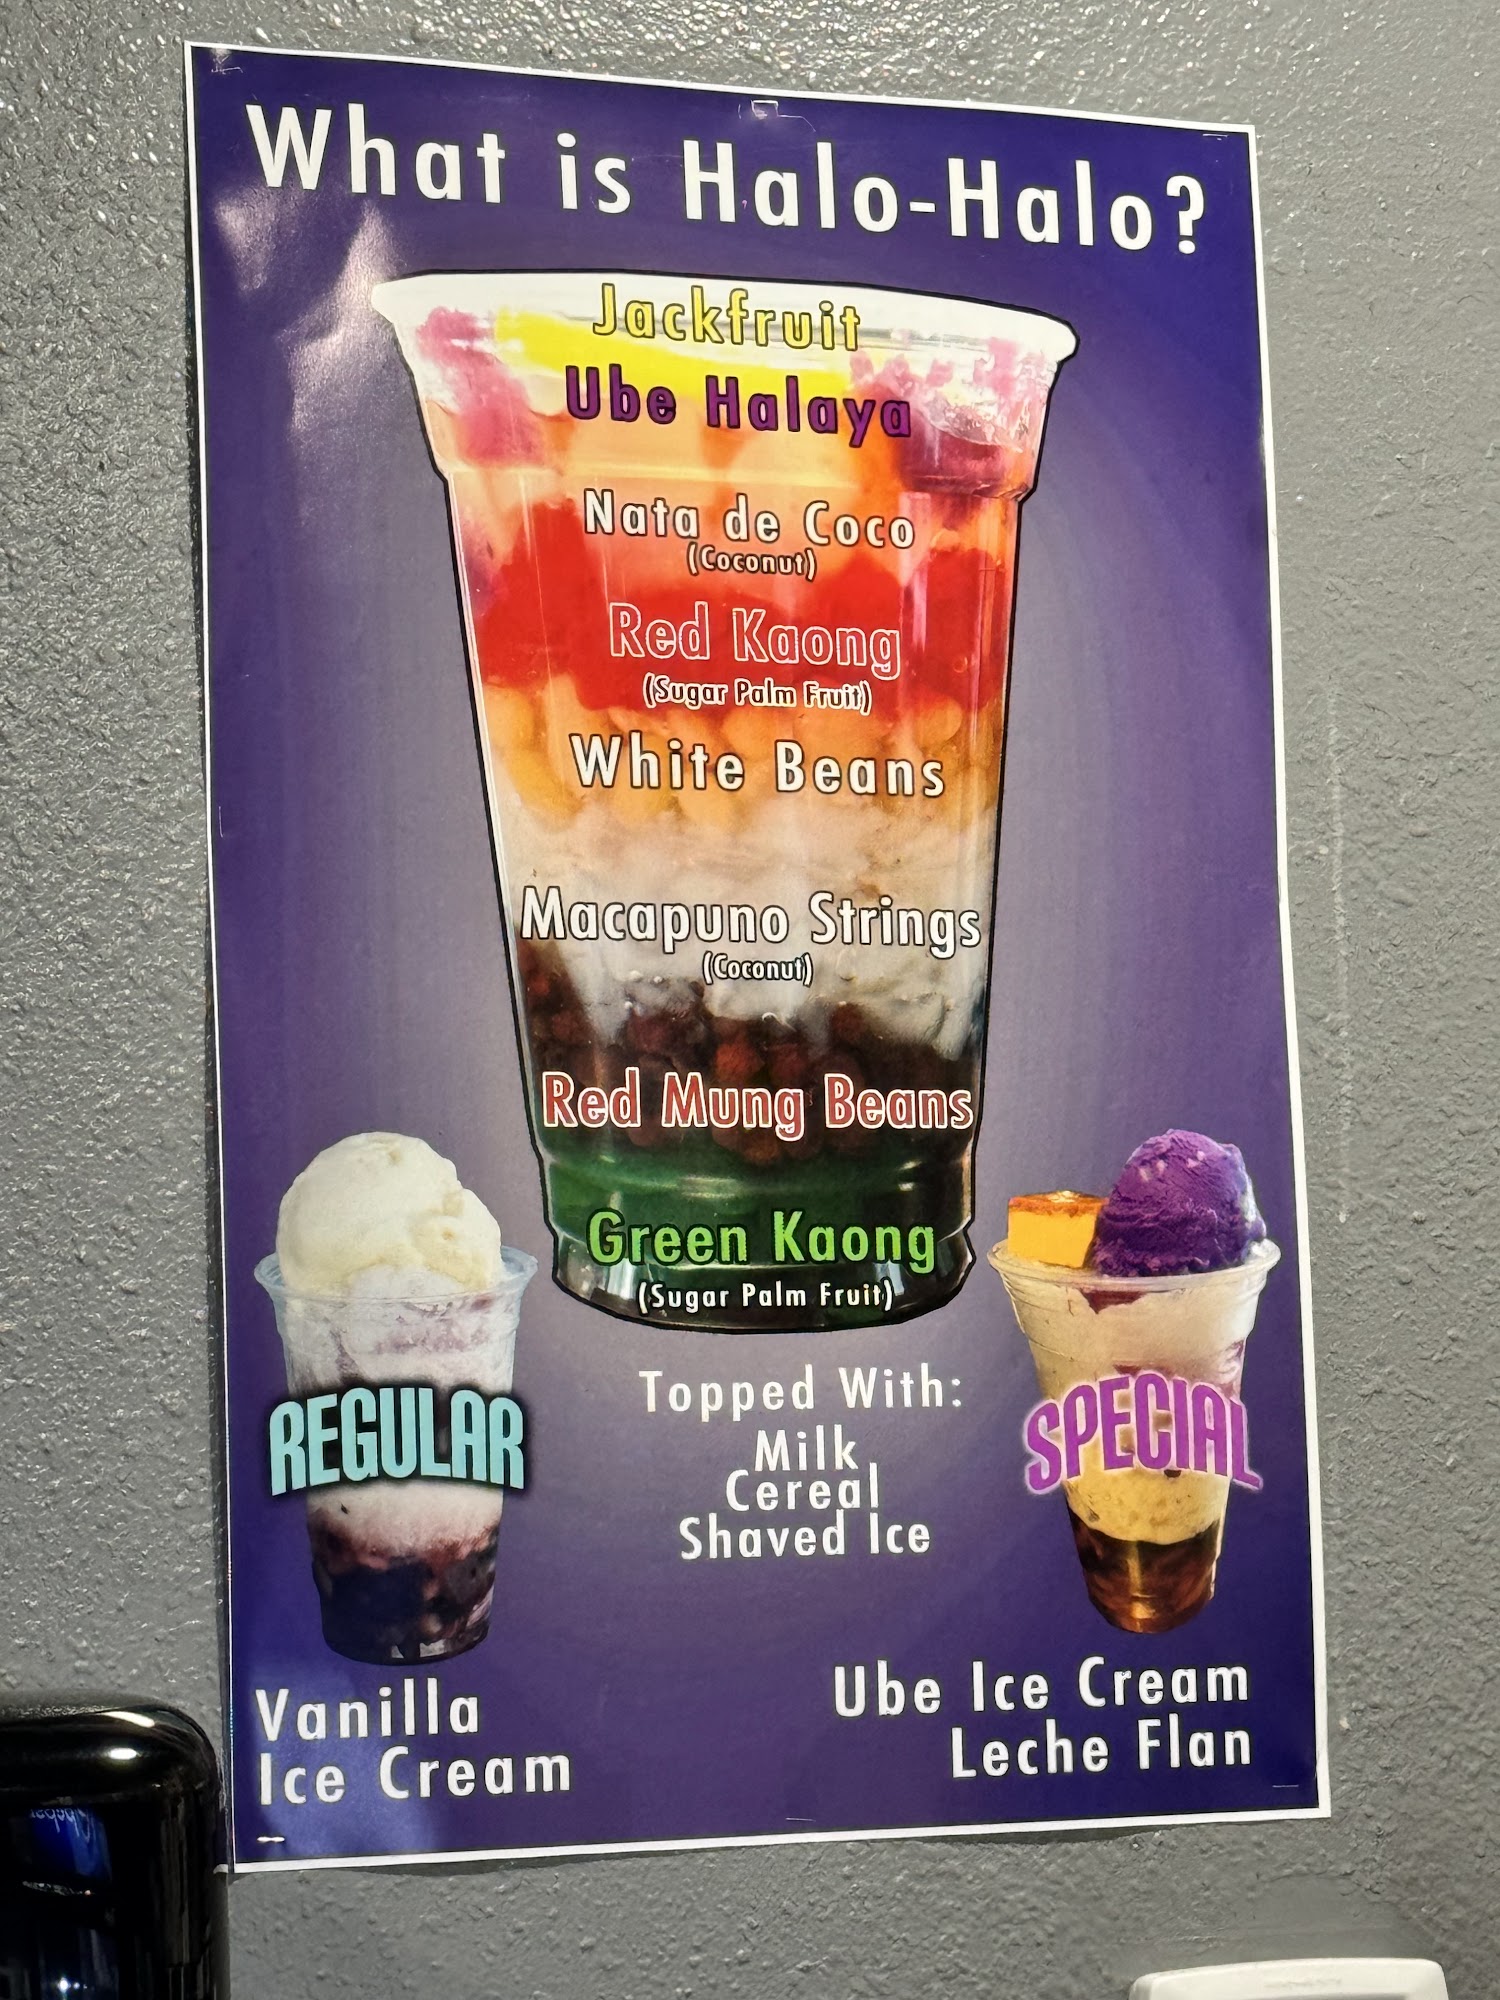 What is Halo-Halo?
Jackfruit
Ube Halaya
Nata de Coco
(Coconut)
Red Kaong
(Sugar Palm Fruit)
White Beans
Macapuno Strings
(Coconut)
Red Mung Beans
Green Kaong
(Sugar Palm Fruit)
Topped With:
Milk
Cereal
Shaved Ice
REGULAR
Vanilla
Ice Cream
SPECIAL
Ube Ice Cream
Leche Flan